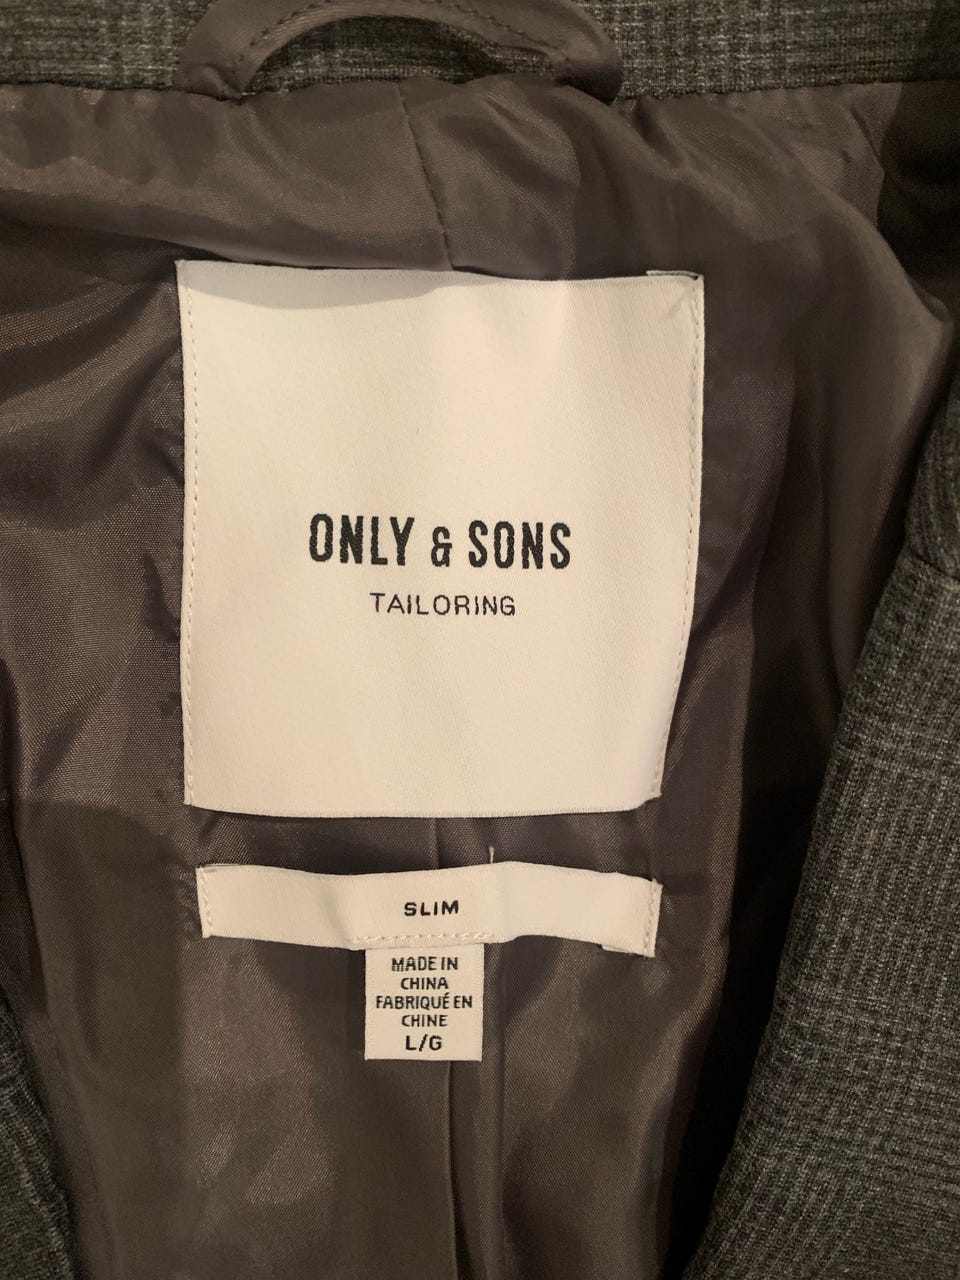 ONLY & SONS
TAILORING
SLIM
MADE IN
CHINA
FABRIQUÉ EN
CHINE
L/G